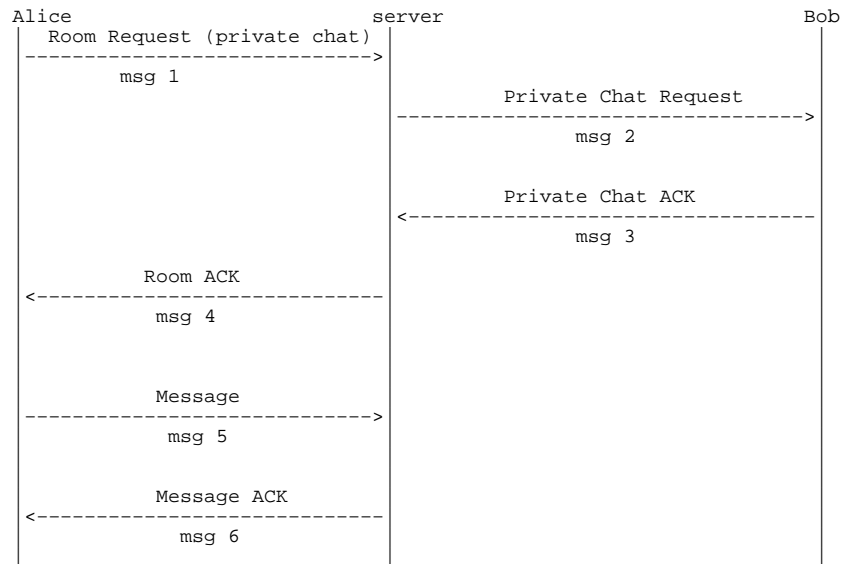 Alice server Bob
Room Request (private chat)
msg 1
Private Chat Request
msg 2
Private Chat ACK
msg 3
Room ACK
msg 4
Message
msg 5
Message ACK
msg 6